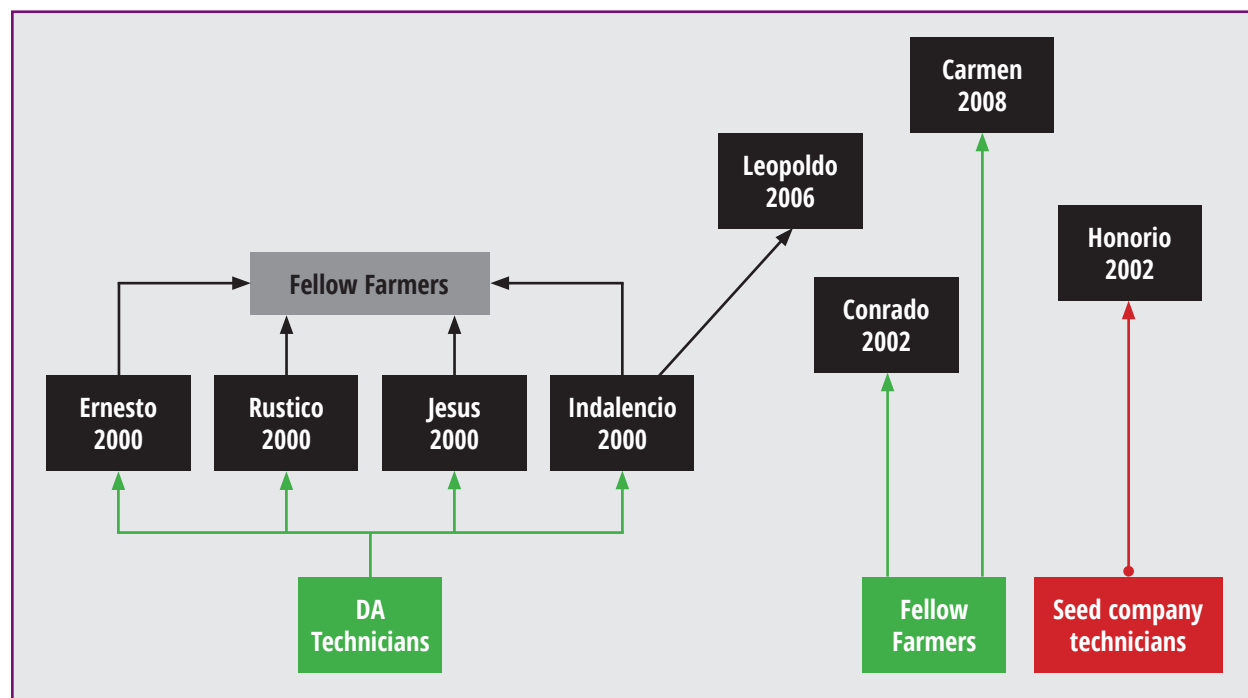 Carmen
2008
Leopoldo
2006
Honorio
2002
Fellow Farmers
Conrado
2002
Ernesto
2000
Rustico
2000
Jesus
2000
Indalencio
2000
DA
Technicians
Fellow
Farmers
Seed company
technicians